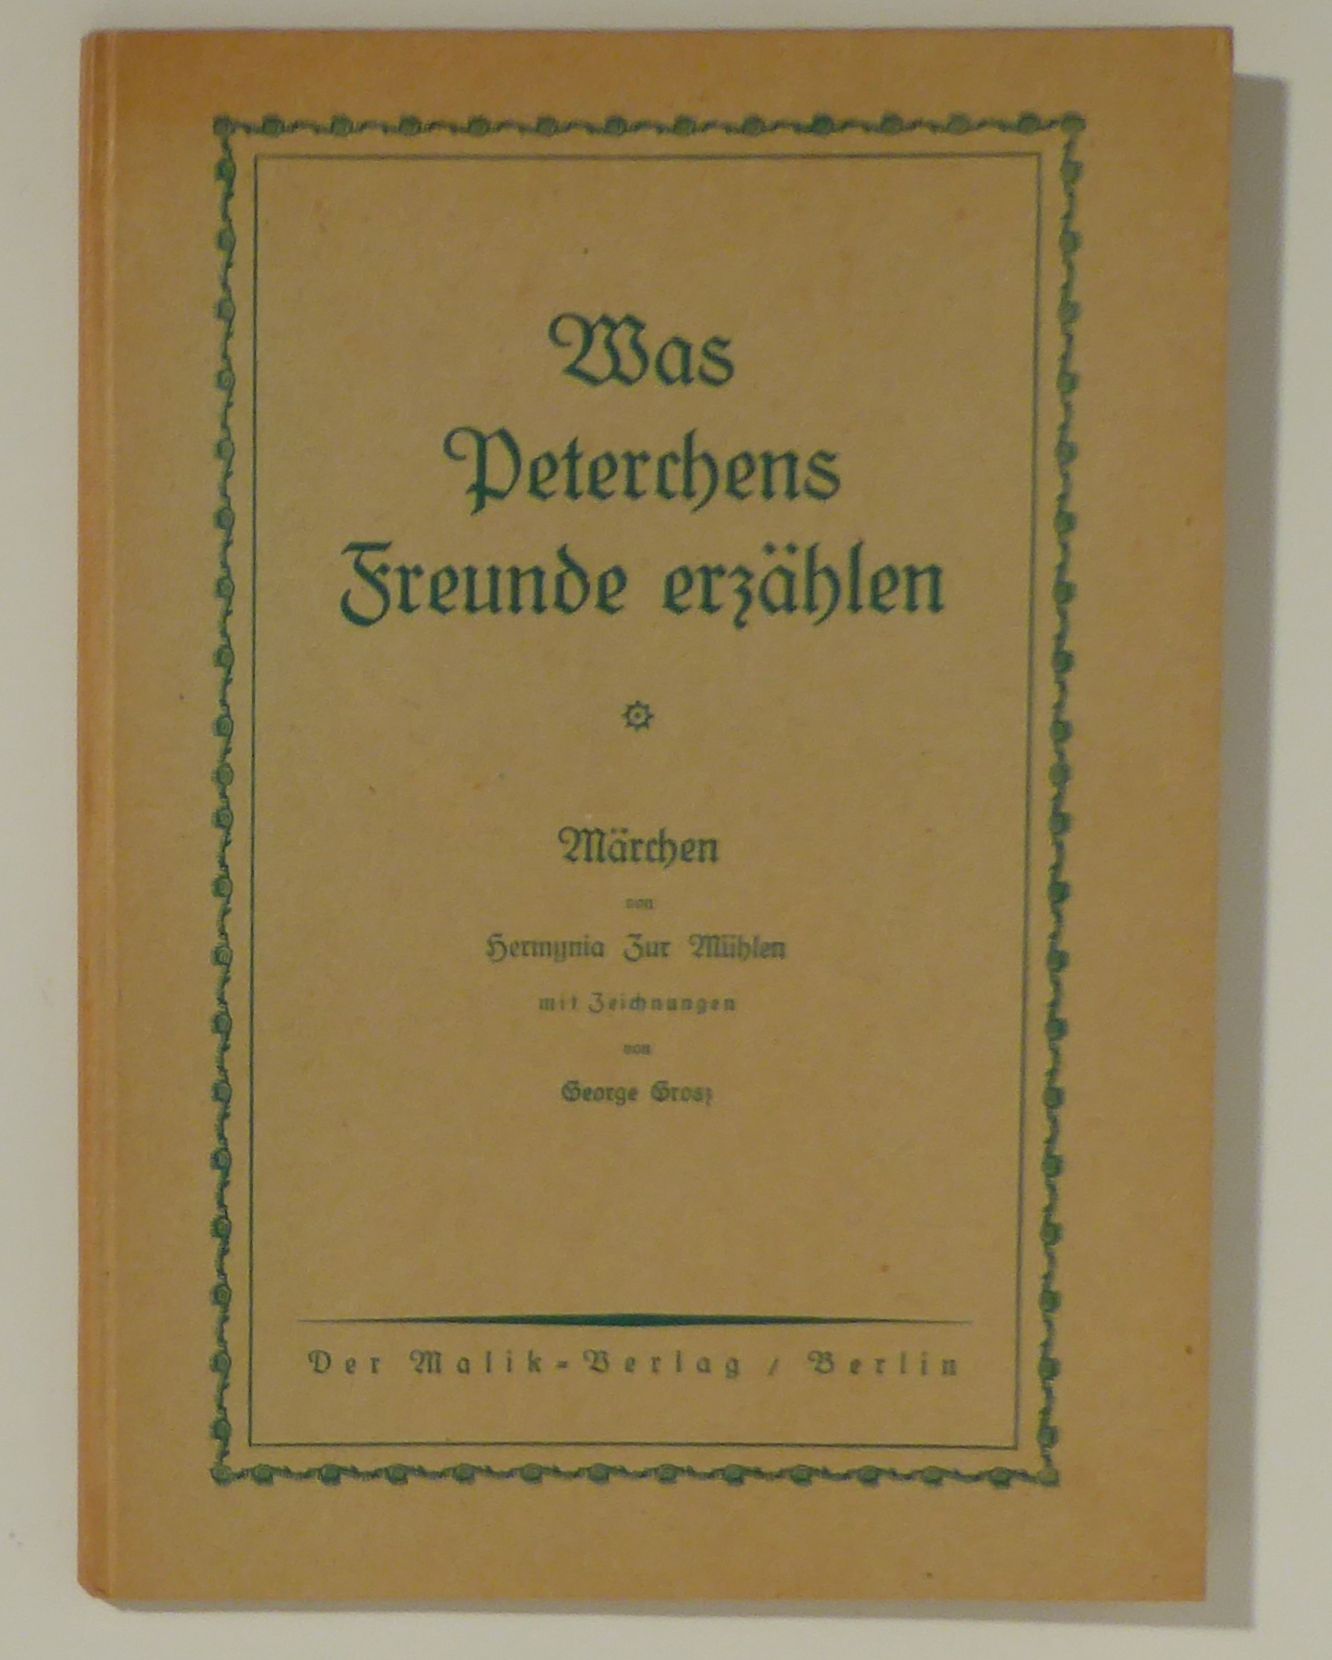 Was
Peterchens
Freunde erzählen
Märchen
von
Hermynia Zur Mühlen
mit Zeichnungen
von
George Grosz
Der Malik-Verlag / Berlin